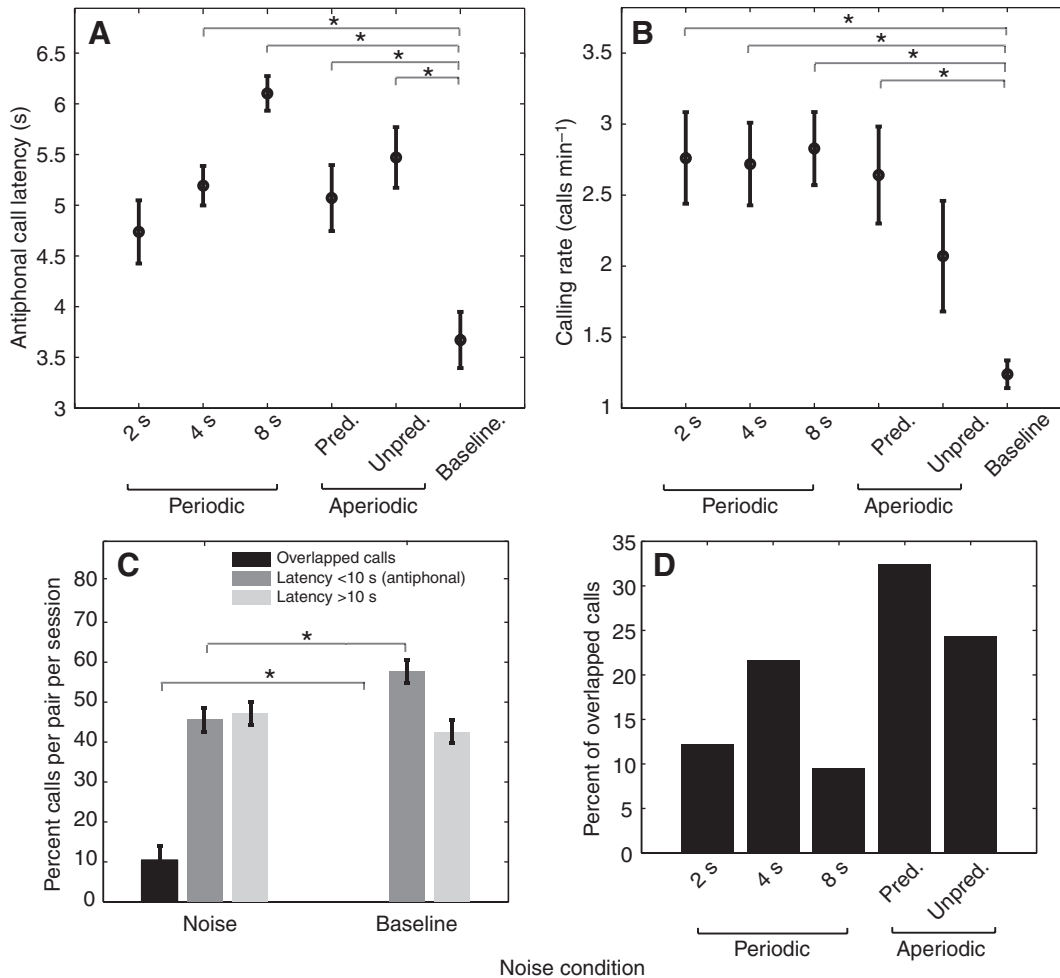 A
Antiphonal call latency (s)
6.5
6
5.5
5
4.5
4
3.5
3
*
*
*
*
2 s
4 s
8 s
Pred.
Unpred.
Baseline.
Periodic
Aperiodic
B
Calling rate (calls min⁻¹)
3.5
3
2.5
2
1.5
1
*
*
*
*
2 s
4 s
8 s
Pred.
Unpred.
Baseline
Periodic
Aperiodic
C
Percent calls per pair per session
80
70
60
50
40
30
20
10
0
Overlapped calls
Latency <10 s (antiphonal)
Latency >10 s
*
*
Noise
Baseline
D
Percent of overlapped calls
35
30
25
20
15
10
5
0
2 s
4 s
8 s
Pred.
Unpred.
Periodic
Aperiodic
Noise condition